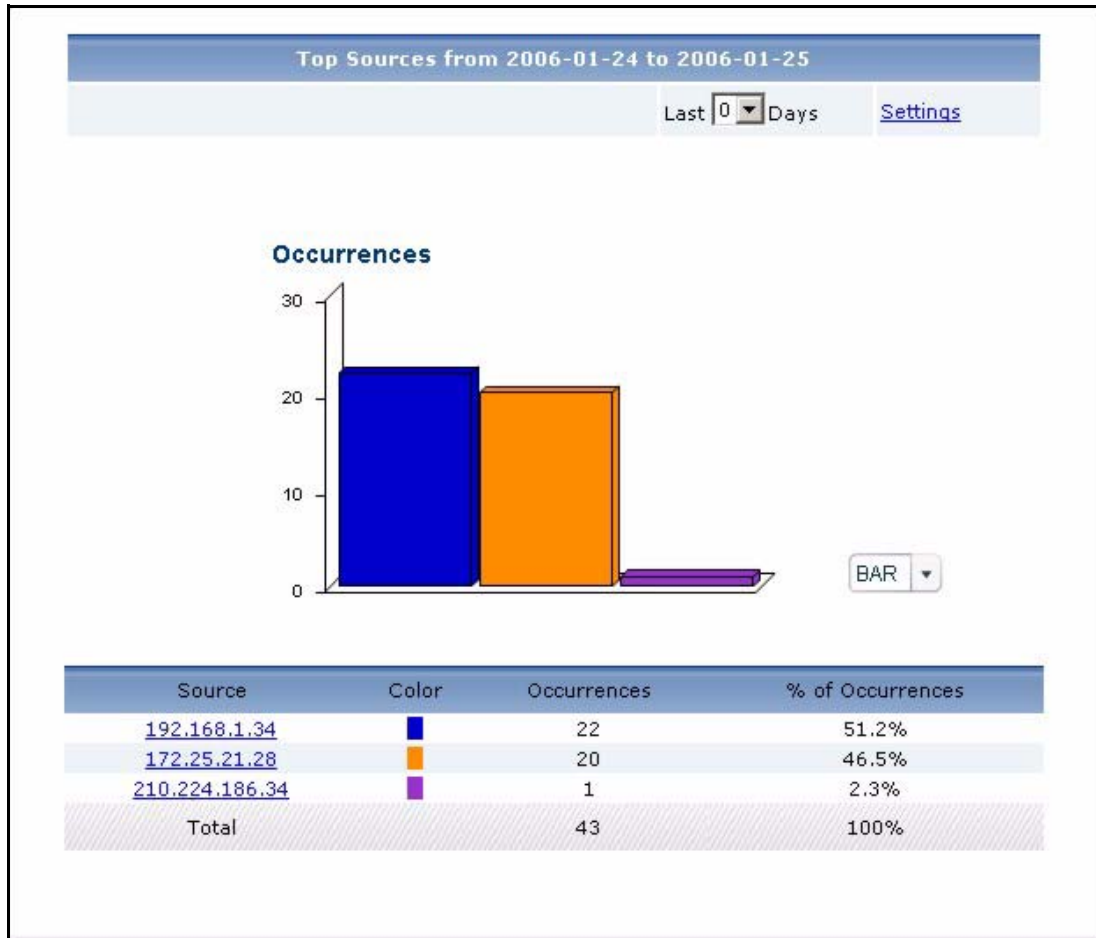 Top Sources from 2006-01-24 to 2006-01-25
Last 0 Days Settings
Occurrences
30
20
10
0
BAR
Source Color Occurrences % of Occurrences
192.168.1.34 22 51.2%
172.25.21.28 20 46.5%
210.224.186.34 1 2.3%
Total 43 100%